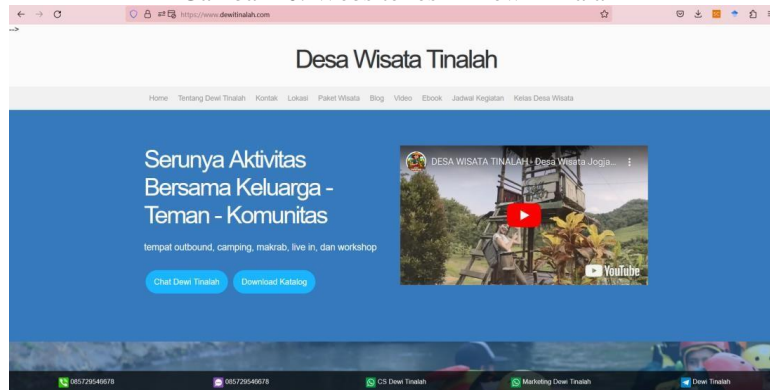 https://www.dewitinalah.com
-->
Desa Wisata Tinalah
Home Tentang Dewi Tinalah Kontak Lokasi Paket Wisata Blog Video Ebook Jadwal Kegiatan Kelas Desa Wisata
Serunya Aktivitas
Bersama Keluarga -
Teman - Komunitas
tempat outbound, camping, makrab, live in, dan workshop
Chat Dewi Tinalah Download Katalog
DESA WISATA TINALAH - Desa Wisata Jogja...
YouTube
085729546678 085729546678 CS Dewi Tinalah Marketing Dewi Tinalah Dewi Tinalah